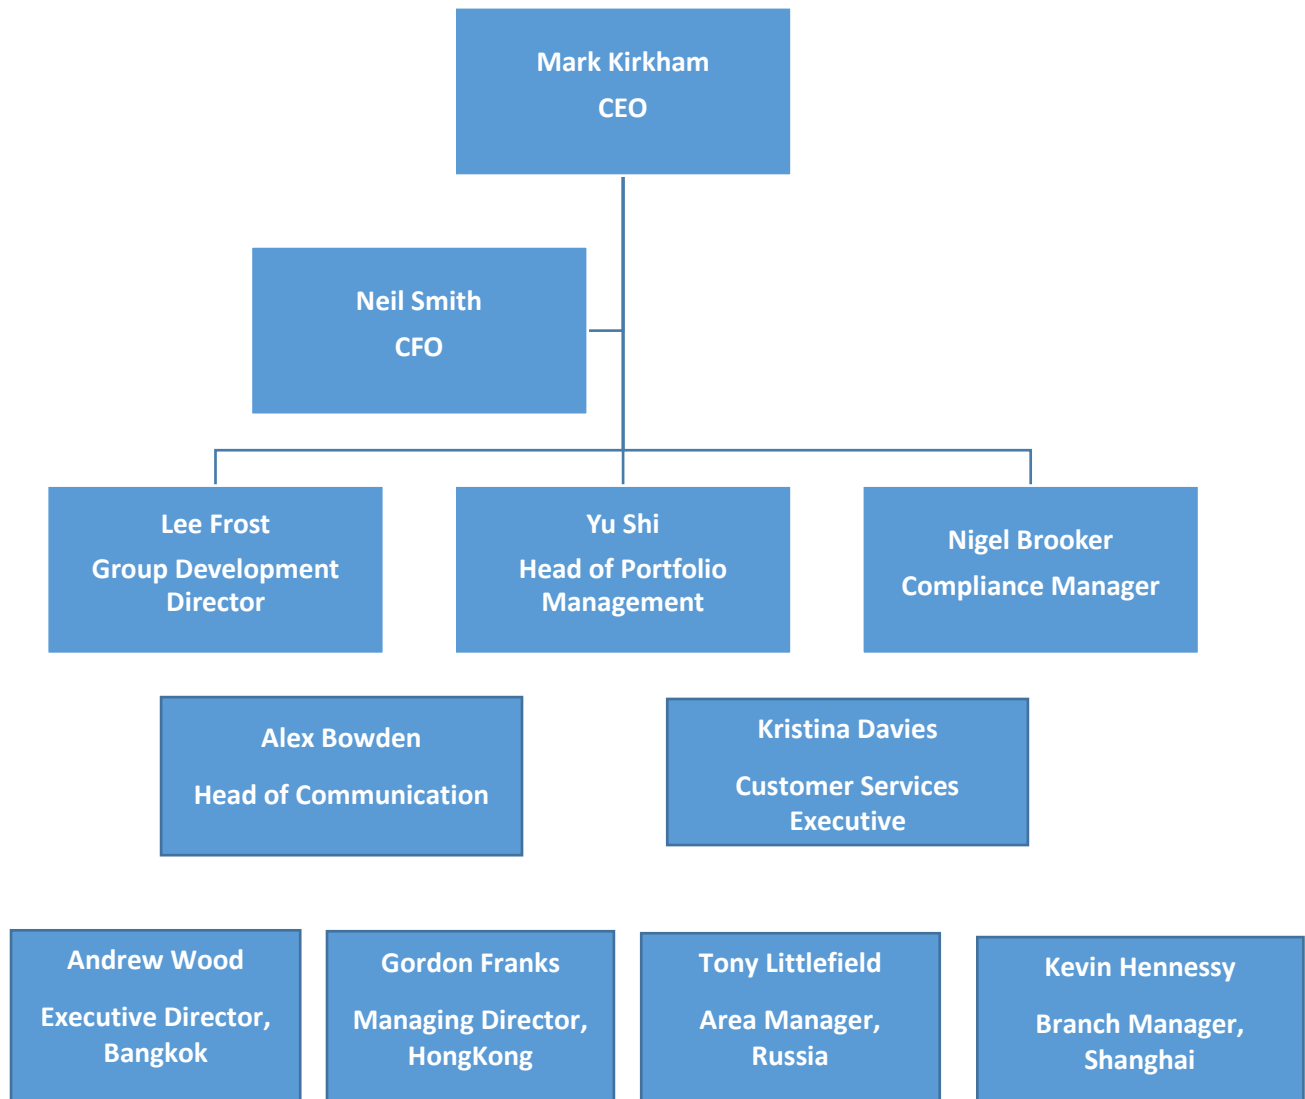 Mark Kirkham
CEO
Neil Smith
CFO
Lee Frost
Group Development
Director
Yu Shi
Head of Portfolio
Management
Nigel Brooker
Compliance Manager
Alex Bowden
Head of Communication
Kristina Davies
Customer Services
Executive
Andrew Wood
Executive Director,
Bangkok
Gordon Franks
Managing Director,
HongKong
Tony Littlefield
Area Manager,
Russia
Kevin Hennessy
Branch Manager,
Shanghai